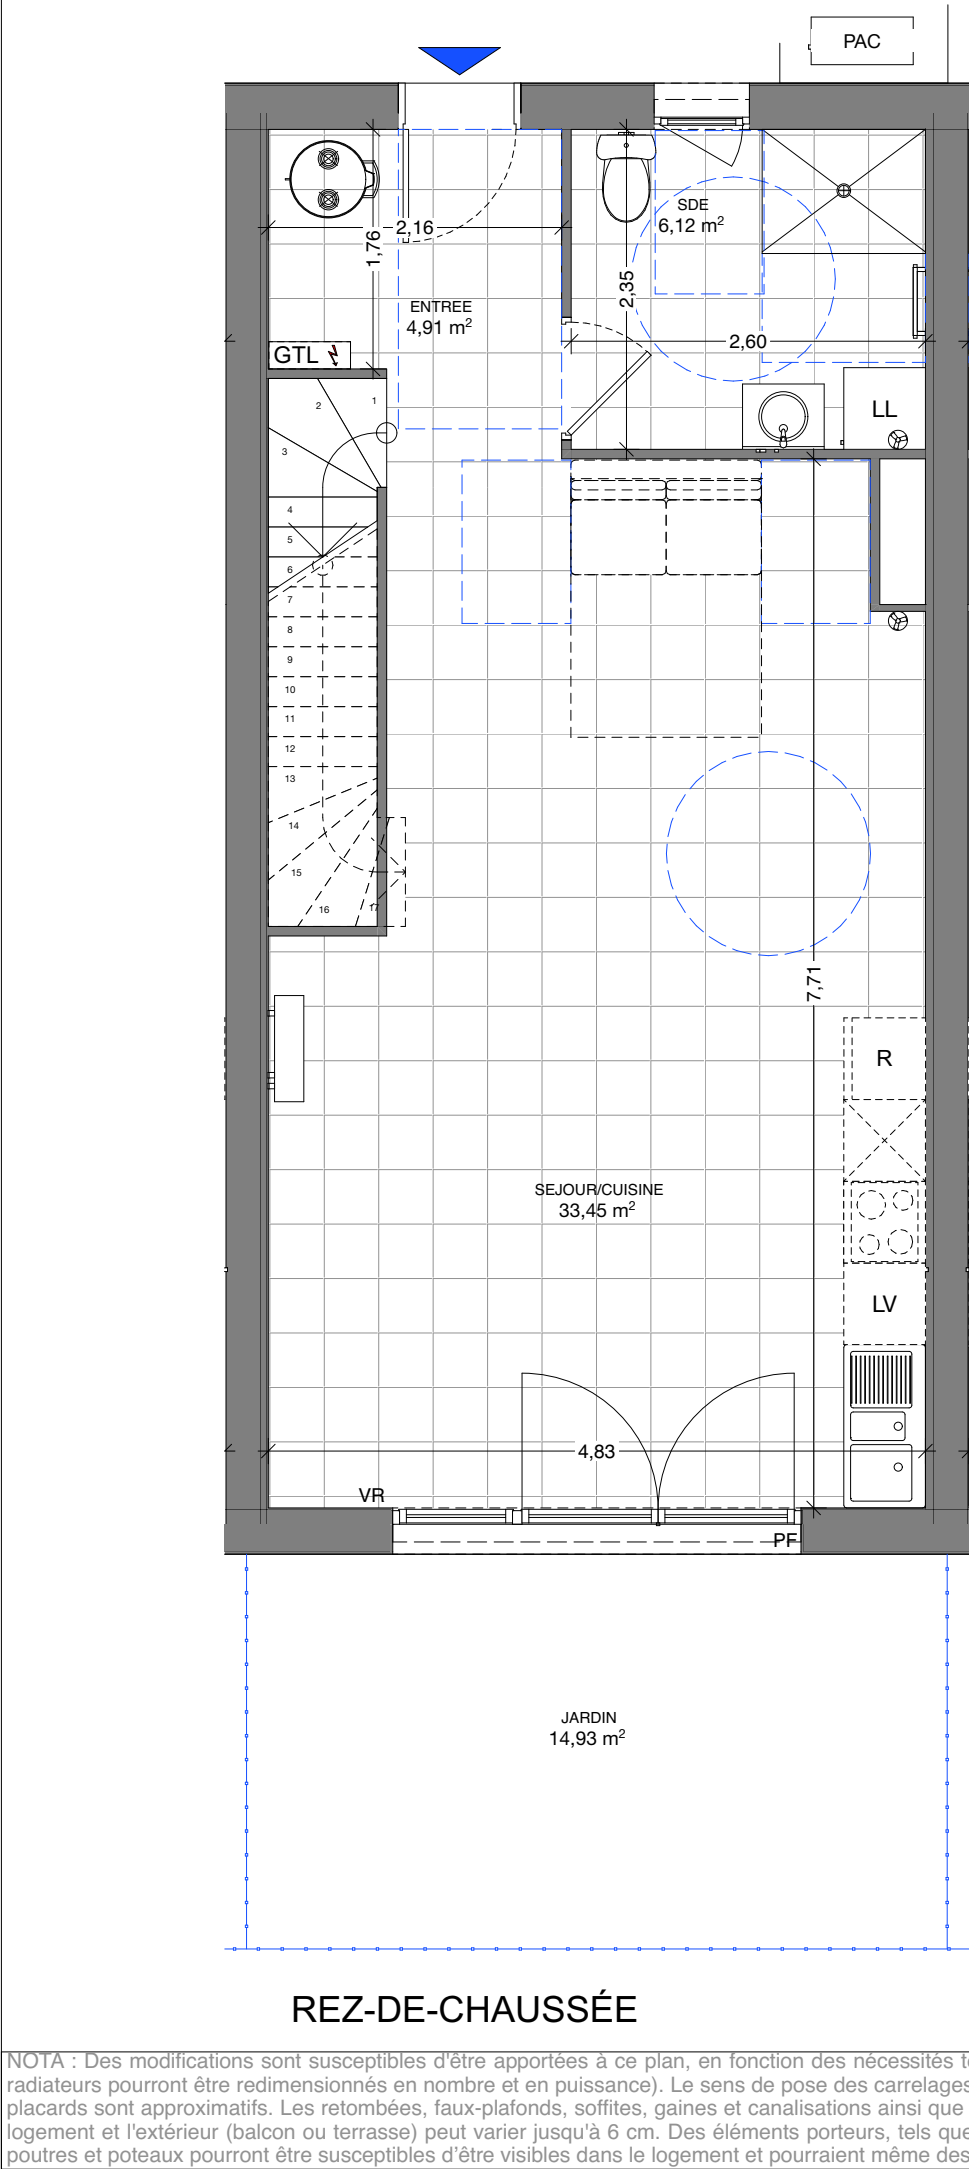 PAC
SDE
6,12 m²
2,16
1,76
2,35
ENTREE
4,91 m²
2,60
GTL
LL
1
2
3
4
5
6
7
8
9
10
11
12
13
14
15
16
17
7,71
R
SEJOUR/CUISINE
33,45 m²
LV
4,83
VR
PF
JARDIN
14,93 m²
REZ-DE-CHAUSSÉE
NOTA : Des modifications sont susceptibles d'être apportées à ce plan, en fonction des nécessités
radiateurs pourront être redimensionnés en nombre et en puissance). Le sens de pose des carrelages
placards sont approximatifs. Les retombées, faux-plafonds, soffites, gaines et canalisations ainsi que
logement et l'extérieur (balcon ou terrasse) peut varier jusqu'à 6 cm. Des éléments porteurs, tels que
poutres et poteaux pourront être susceptibles d’être visibles dans le logement et pourraient même des